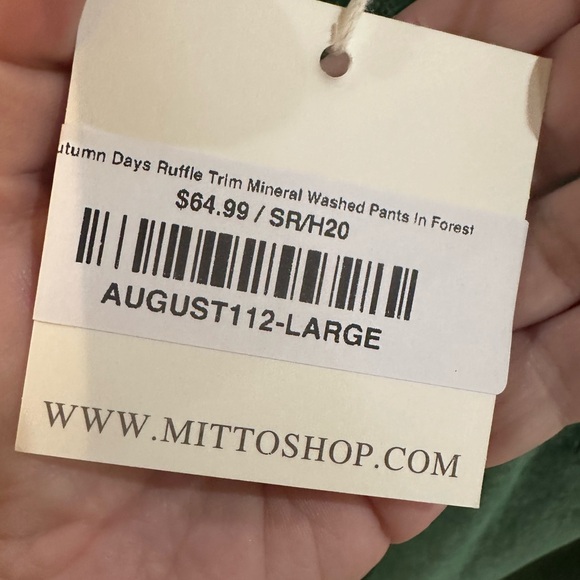 utumn Days Ruffle Trim Mineral Washed Pants In Forest
$64.99 / SR/H20
AUGUST112-LARGE
WWW.MITTOSHOP.COM